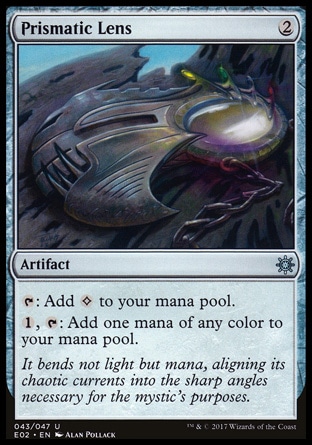 Prismatic Lens 2
Artifact
: Add to your mana pool.
1, : Add one mana of any color to
your mana pool.
It bends not light but mana, aligning its
chaotic currents into the sharp angles
necessary for the mystic's purposes.
043/047 U
E02 • EN Alan Pollack
™ & © 2017 Wizards of the Coast